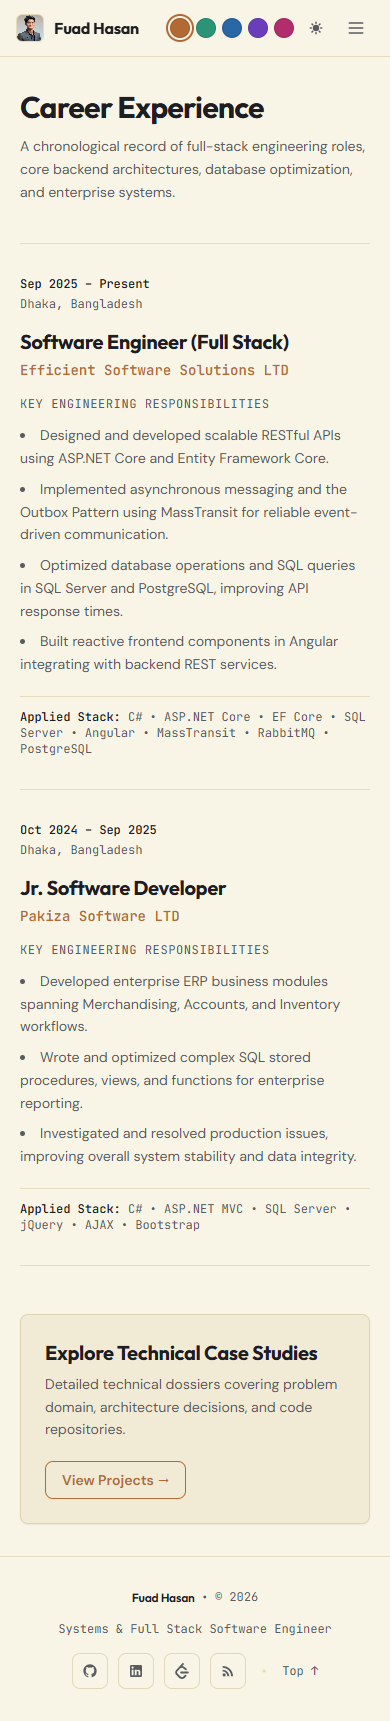 Fuad Hasan
Career Experience
A chronological record of full-stack engineering roles,
core backend architectures, database optimization,
and enterprise systems.
Sep 2025 – Present
Dhaka, Bangladesh
Software Engineer (Full Stack)
Efficient Software Solutions LTD
KEY ENGINEERING RESPONSIBILITIES
• Designed and developed scalable RESTful APIs
using ASP.NET Core and Entity Framework Core.
• Implemented asynchronous messaging and the
Outbox Pattern using MassTransit for reliable event-
driven communication.
• Optimized database operations and SQL queries
in SQL Server and PostgreSQL, improving API
response times.
• Built reactive frontend components in Angular
integrating with backend REST services.
Applied Stack: C# • ASP.NET Core • EF Core • SQL
Server • Angular • MassTransit • RabbitMQ •
PostgreSQL
Oct 2024 – Sep 2025
Dhaka, Bangladesh
Jr. Software Developer
Pakiza Software LTD
KEY ENGINEERING RESPONSIBILITIES
• Developed enterprise ERP business modules
spanning Merchandising, Accounts, and Inventory
workflows.
• Wrote and optimized complex SQL stored
procedures, views, and functions for enterprise
reporting.
• Investigated and resolved production issues,
improving overall system stability and data integrity.
Applied Stack: C# • ASP.NET MVC • SQL Server •
jQuery • AJAX • Bootstrap
Explore Technical Case Studies
Detailed technical dossiers covering problem
domain, architecture decisions, and code
repositories.
View Projects →
Fuad Hasan • © 2026
Systems & Full Stack Software Engineer
Top ↑